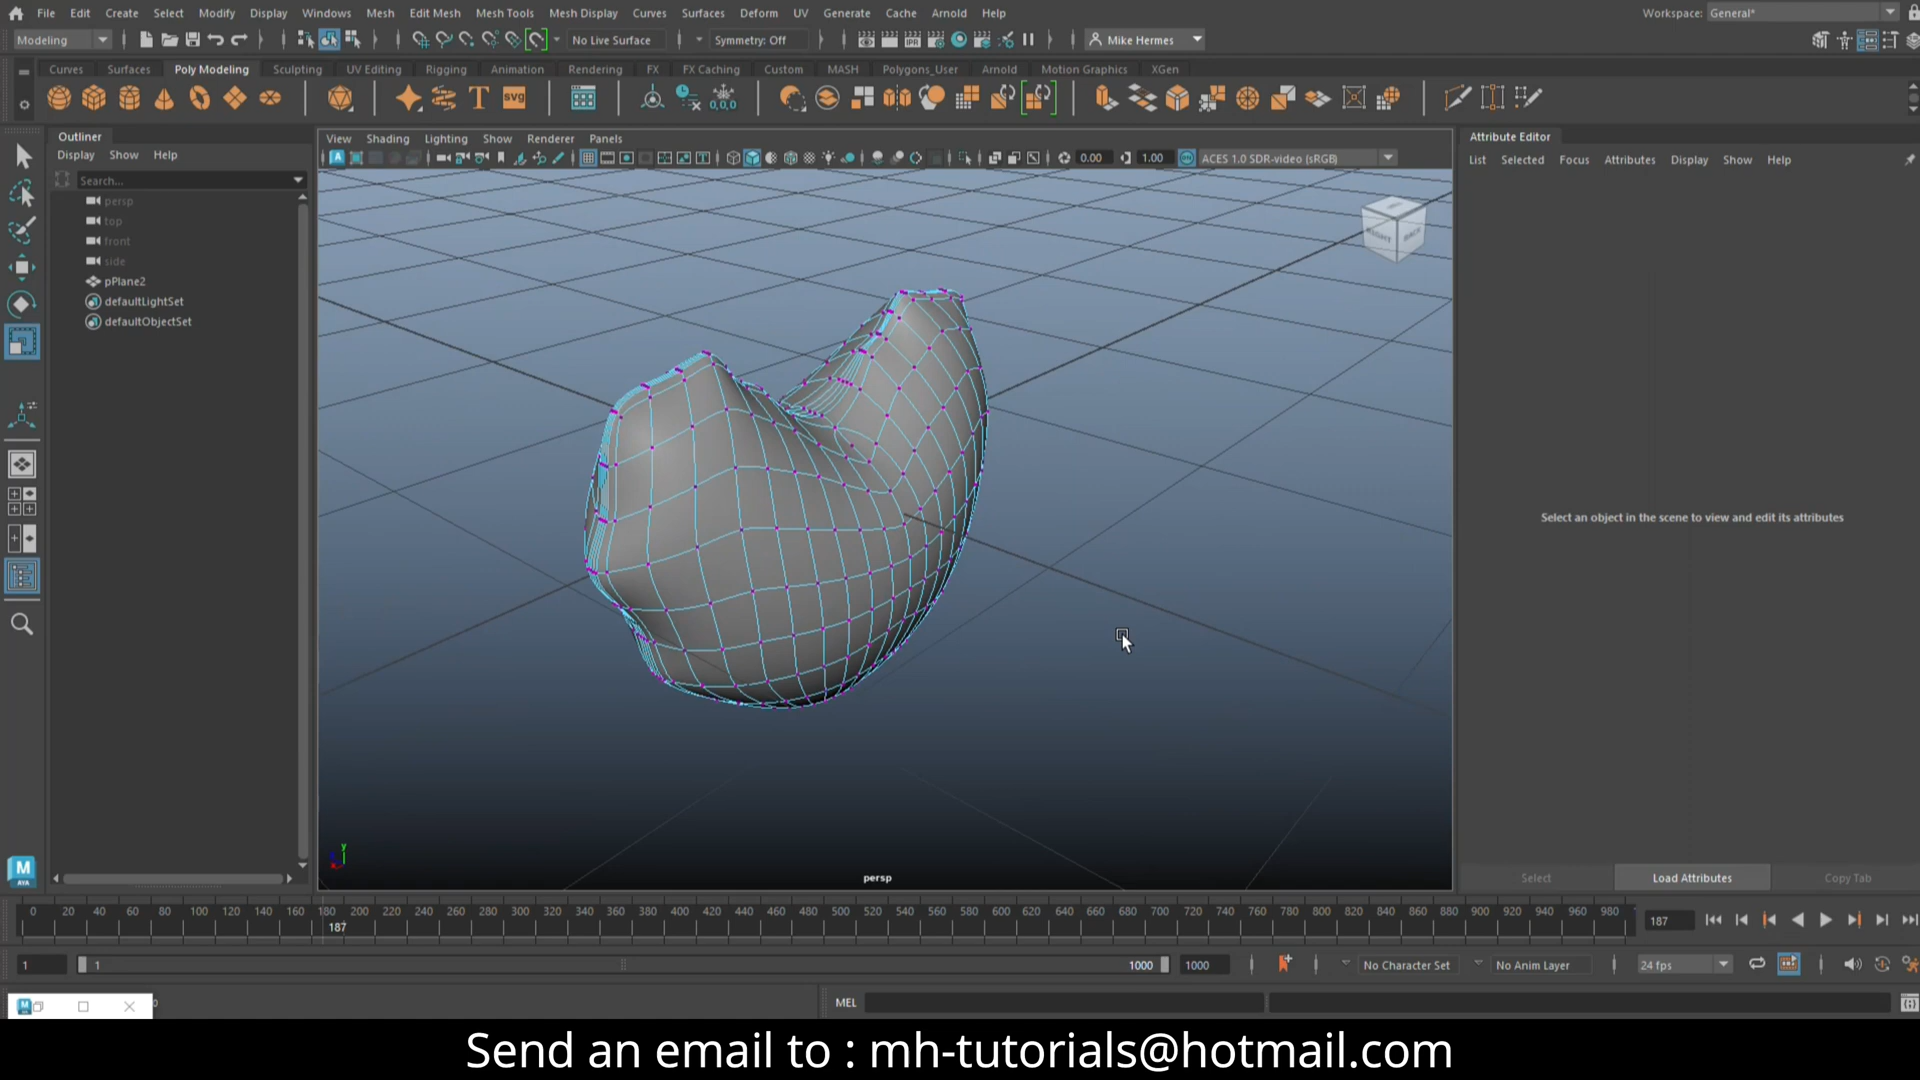 File Edit Create Select Modify Display Windows Mesh Edit Mesh Mesh Tools Mesh Display Curves Surfaces Deform UV Generate Cache Arnold Help Workspace: General*
Modeling No Live Surface Symmetry: Off Mike Hermes
Curves Surfaces Poly Modeling Sculpting UV Editing Rigging Animation Rendering FX FX Caching Custom MASH Polygons_User Arnold Motion Graphics XGen
T svg 0,0,0
Outliner
Display Show Help
Search...
persp
top
front
side
pPlane2
defaultLightSet
defaultObjectSet
View Shading Lighting Show Renderer Panels
0.00 1.00 ACES 1.0 SDR-video (sRGB)
RIGHT BACK
y
persp
Attribute Editor
List Selected Focus Attributes Display Show Help
Select an object in the scene to view and edit its attributes
Select Load Attributes Copy Tab
0 20 40 60 80 100 120 140 160 180 200 220 240 260 280 300 320 340 360 380 400 420 440 460 480 500 520 540 560 580 600 620 640 660 680 700 720 740 760 780 800 820 840 860 880 900 920 940 960 980
187 187
1 1 1000 1000 No Character Set No Anim Layer 24 fps
MEL
Send an email to : mh-tutorials@hotmail.com